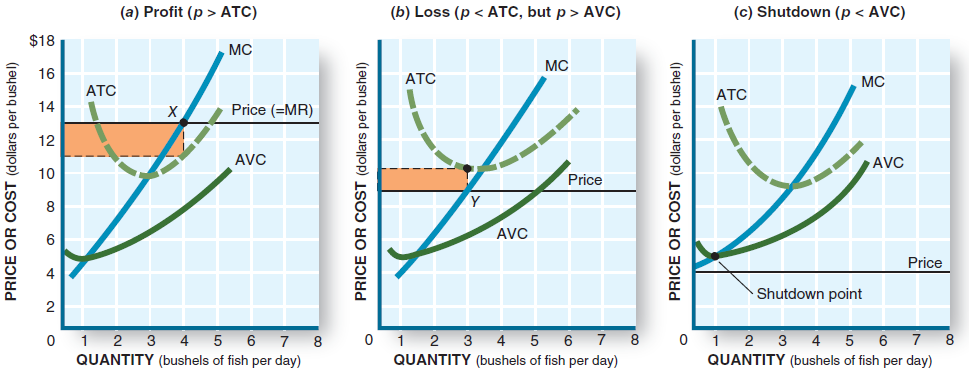 (a) Profit (p > ATC)
$18
16
14
12
10
8
6
4
2
0
1 2 3 4 5 6 7 8
PRICE OR COST (dollars per bushel)
QUANTITY (bushels of fish per day)
MC
ATC
X
Price (=MR)
AVC
(b) Loss (p < ATC, but p > AVC)
PRICE OR COST (dollars per bushel)
MC
ATC
Price
Y
AVC
0 1 2 3 4 5 6 7 8
QUANTITY (bushels of fish per day)
(c) Shutdown (p < AVC)
PRICE OR COST (dollars per bushel)
MC
ATC
AVC
Price
Shutdown point
0 1 2 3 4 5 6 7 8
QUANTITY (bushels of fish per day)